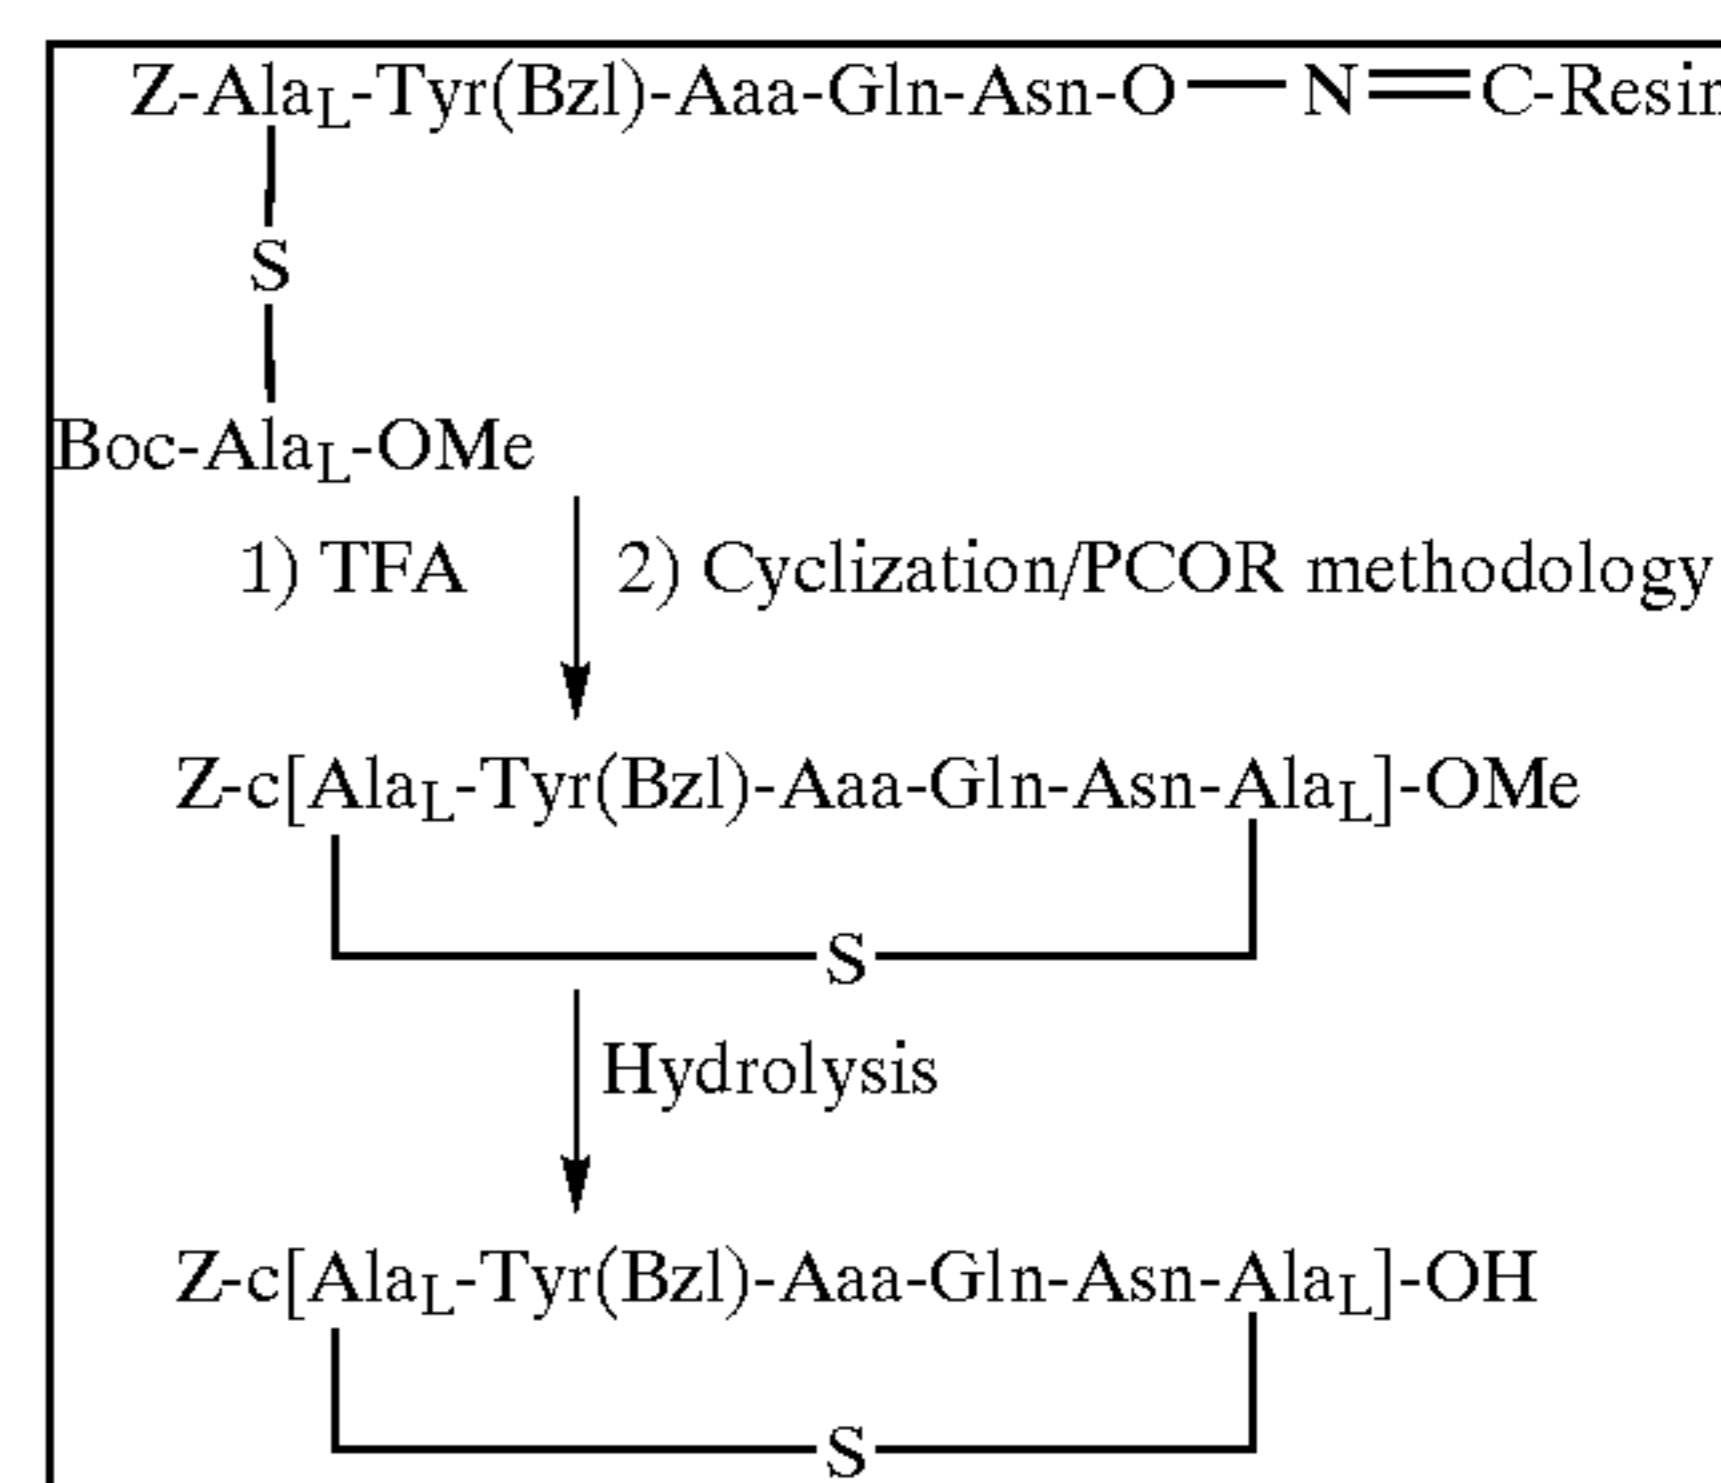 Z-AlaL-Tyr(Bzl)-Aaa-Gln-Asn-O—N=C-Resin
S
Boc-AlaL-OMe
1) TFA 2) Cyclization/PCOR methodology
Z-c[AlaL-Tyr(Bzl)-Aaa-Gln-Asn-AlaL]-OMe
S
Hydrolysis
Z-c[AlaL-Tyr(Bzl)-Aaa-Gln-Asn-AlaL]-OH
S